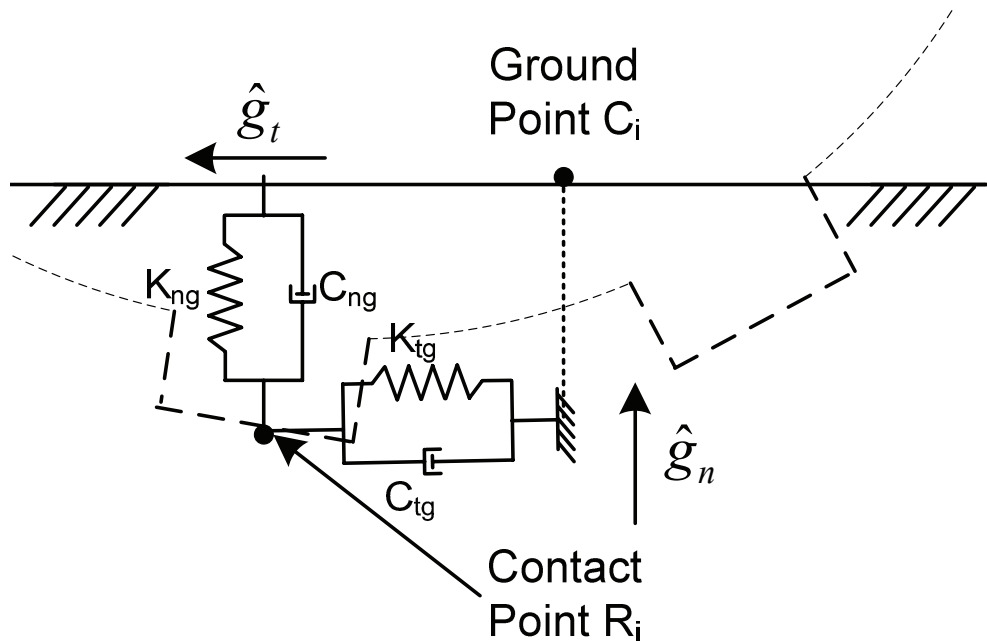 Ground
Point Ci
ĝt
Kng
Cng
Ktg
ĝn
Ctg
Contact
Point Ri